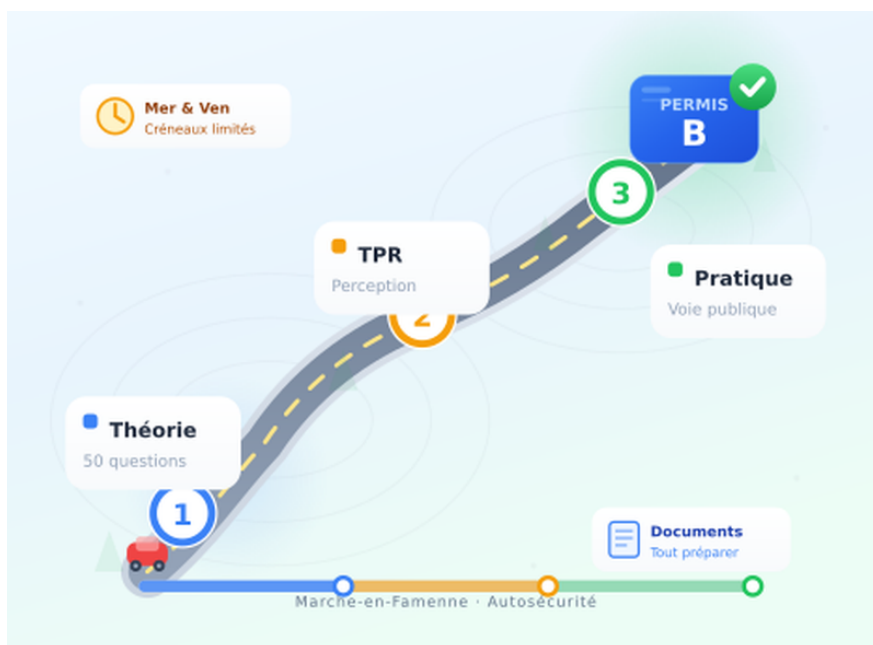 Mer & Ven
Créneaux limités
PERMIS
B
3
TPR
Perception
2
Pratique
Voie publique
Théorie
50 questions
1
Documents
Tout préparer
Marche-en-Famenne · Autosécurité